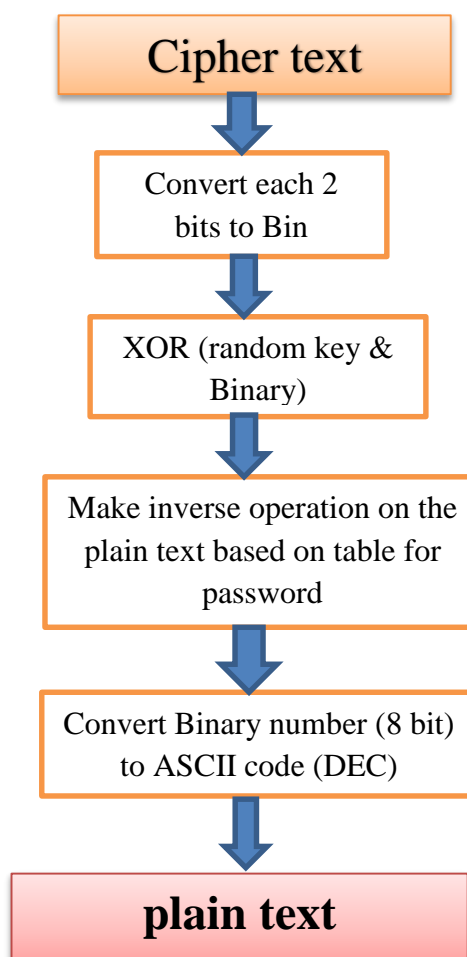 Cipher text
Convert each 2
bits to Bin
XOR (random key &
Binary)
Make inverse operation on the
plain text based on table for
password
Convert Binary number (8 bit)
to ASCII code (DEC)
plain text